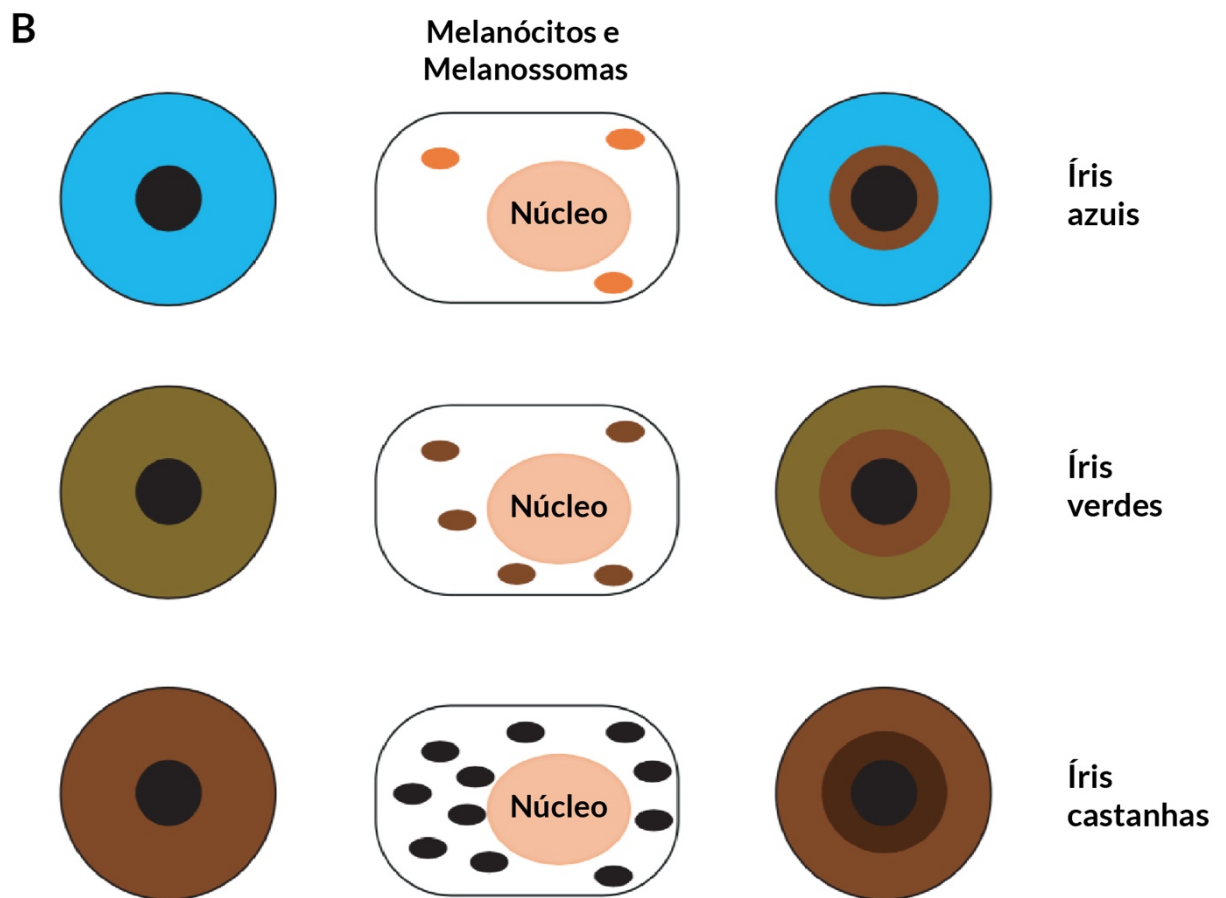 B
Melanócitos e
Melanossomas
Núcleo
Íris
azuis
Núcleo
Íris
verdes
Núcleo
Íris
castanhas